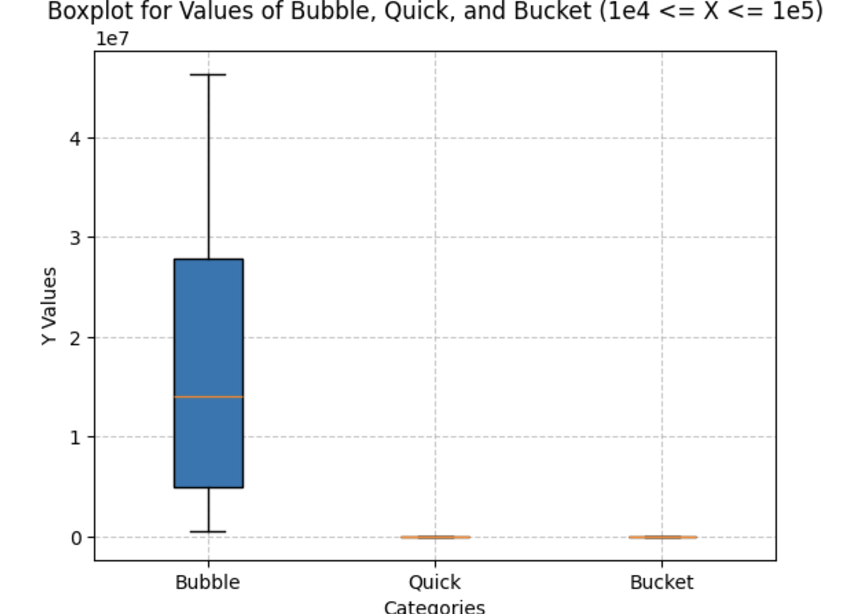 Boxplot for Values of Bubble, Quick, and Bucket (1e4 <= X <= 1e5)
1e7
4
3
2
1
0
Y Values
Bubble Quick Bucket
Categories